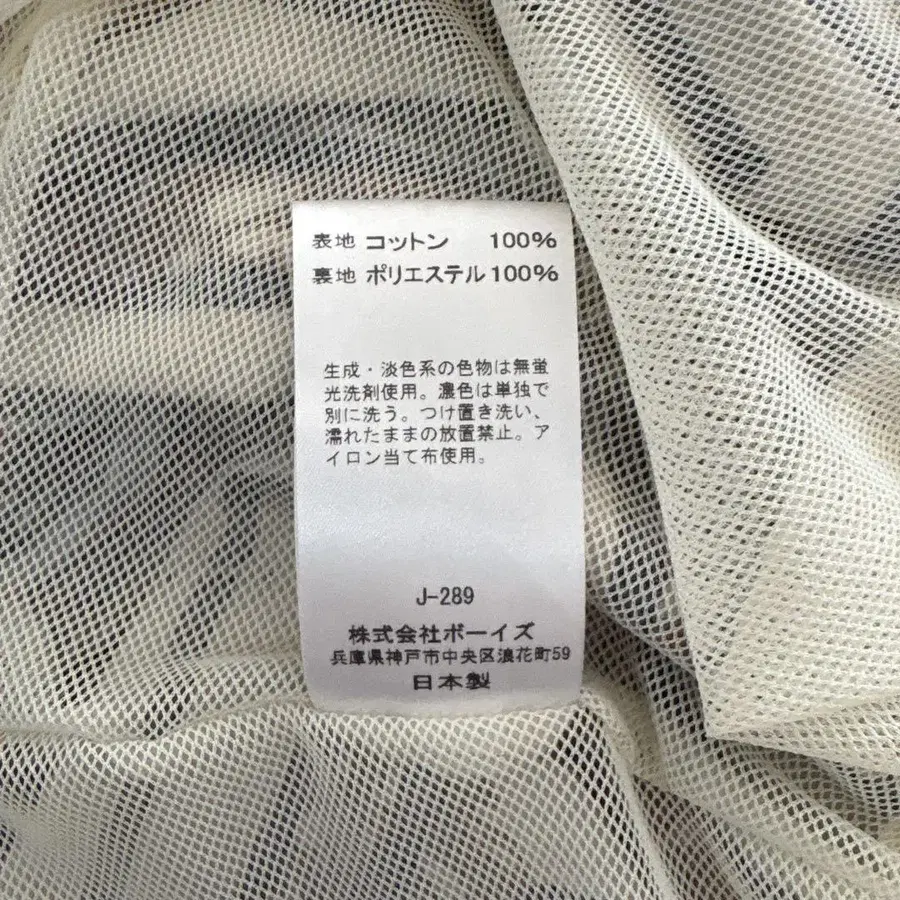 表地 コットン 100%
裏地 ポリエステル100%
生成・淡色系の色物は無蛍
光洗剤使用。濃色は単独で
別に洗う。つけ置き洗い、
濡れたままの放置禁止。ア
イロン当て布使用。
J-289
株式会社ボーイズ
兵庫県神戸市中央区浪花町59
日本製